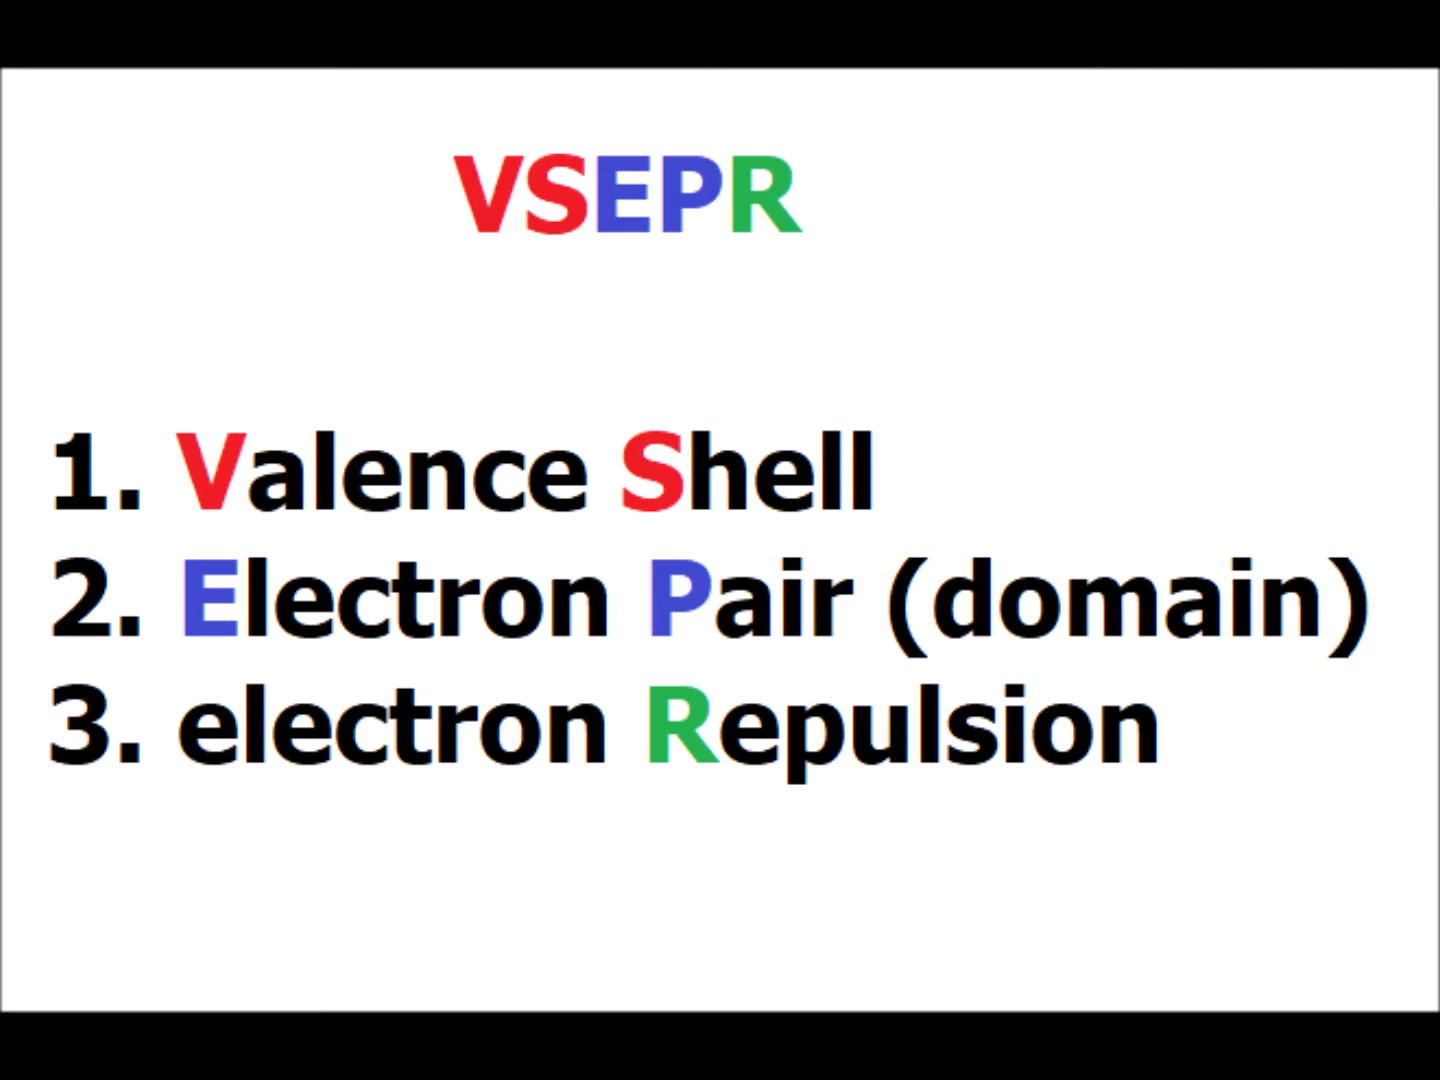 VSEPR
1. Valence Shell
2. Electron Pair (domain)
3. electron Repulsion